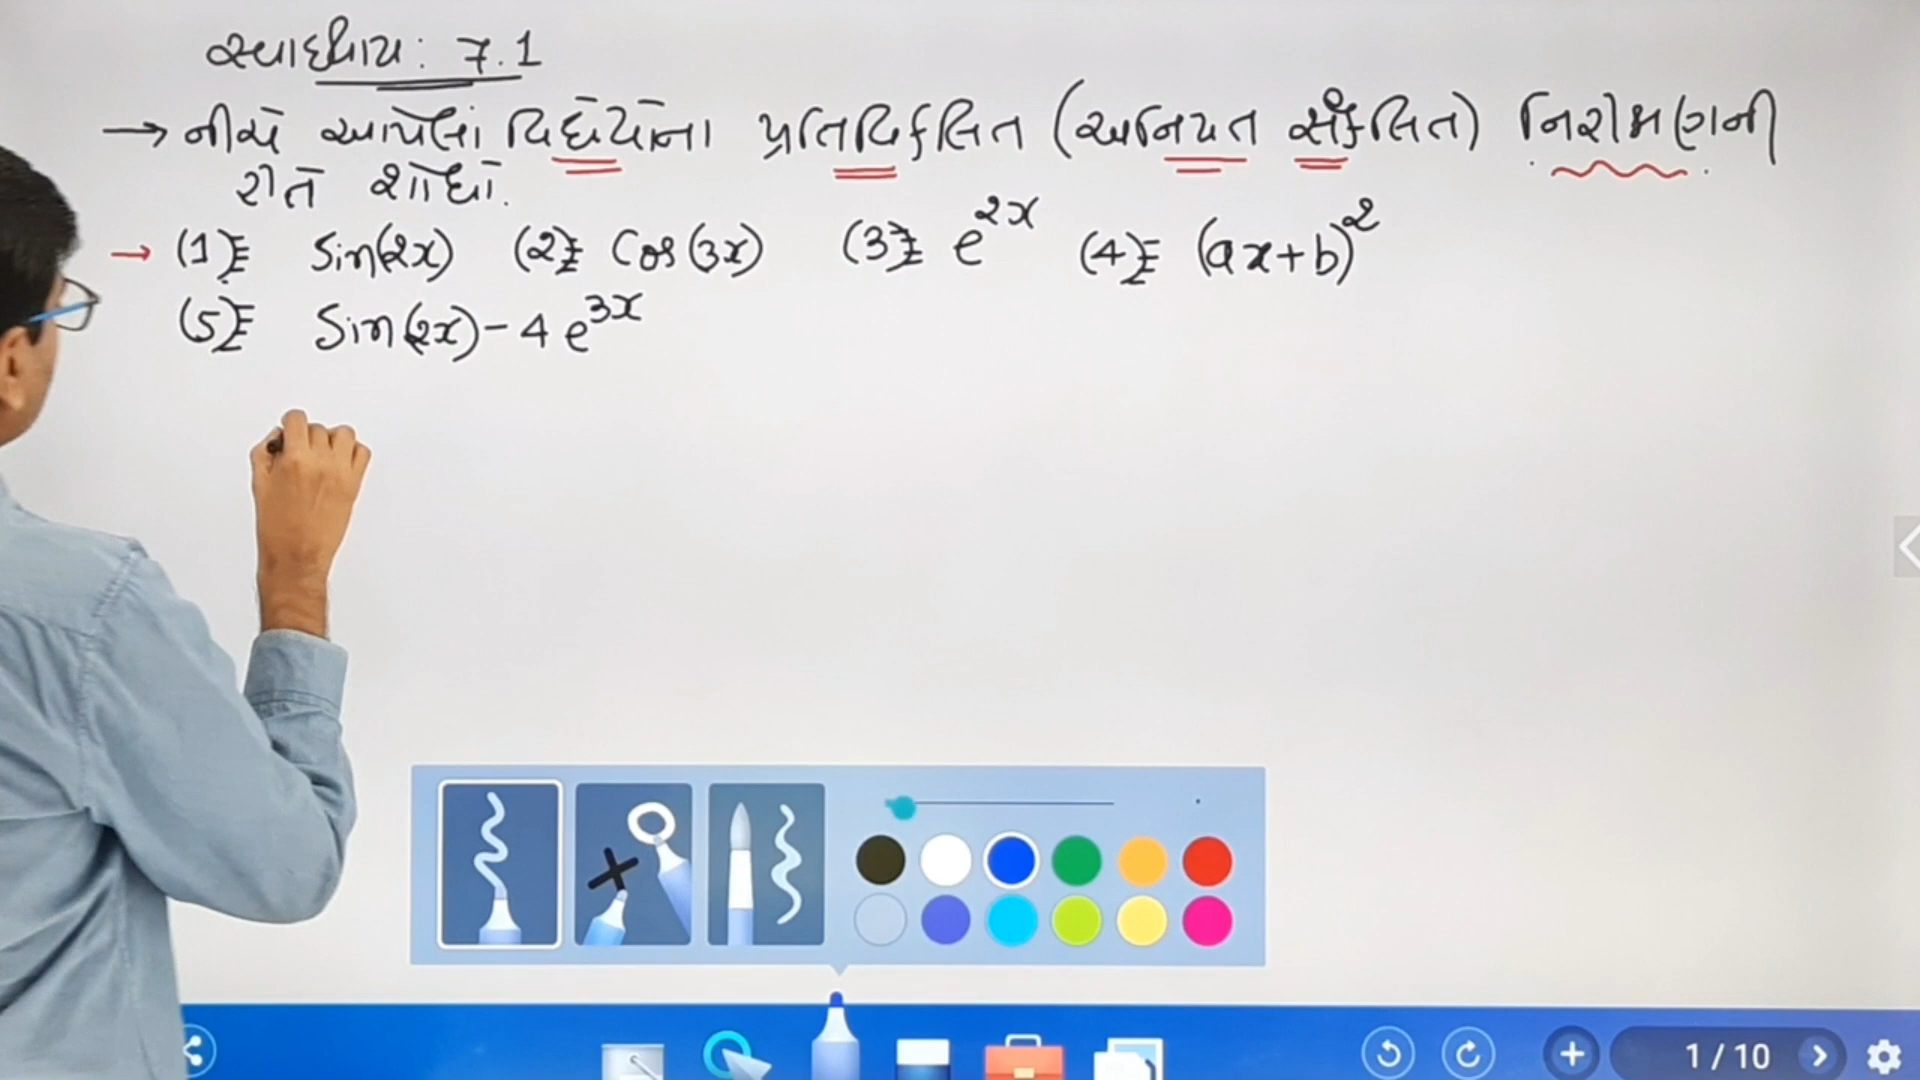 સ્વાધ્યાય: 7.1
→ નીચે આપેલાં વિધેયોના પ્રતિવિકલિત (અનિયત સંકલિત) નિરીક્ષણની
રીતે શોધો.
→ (1) Sin(2x) (2) Cos(3x) (3) e^2x (4) (ax+b)^2
(5) Sin(2x)-4e^3x
1 / 10